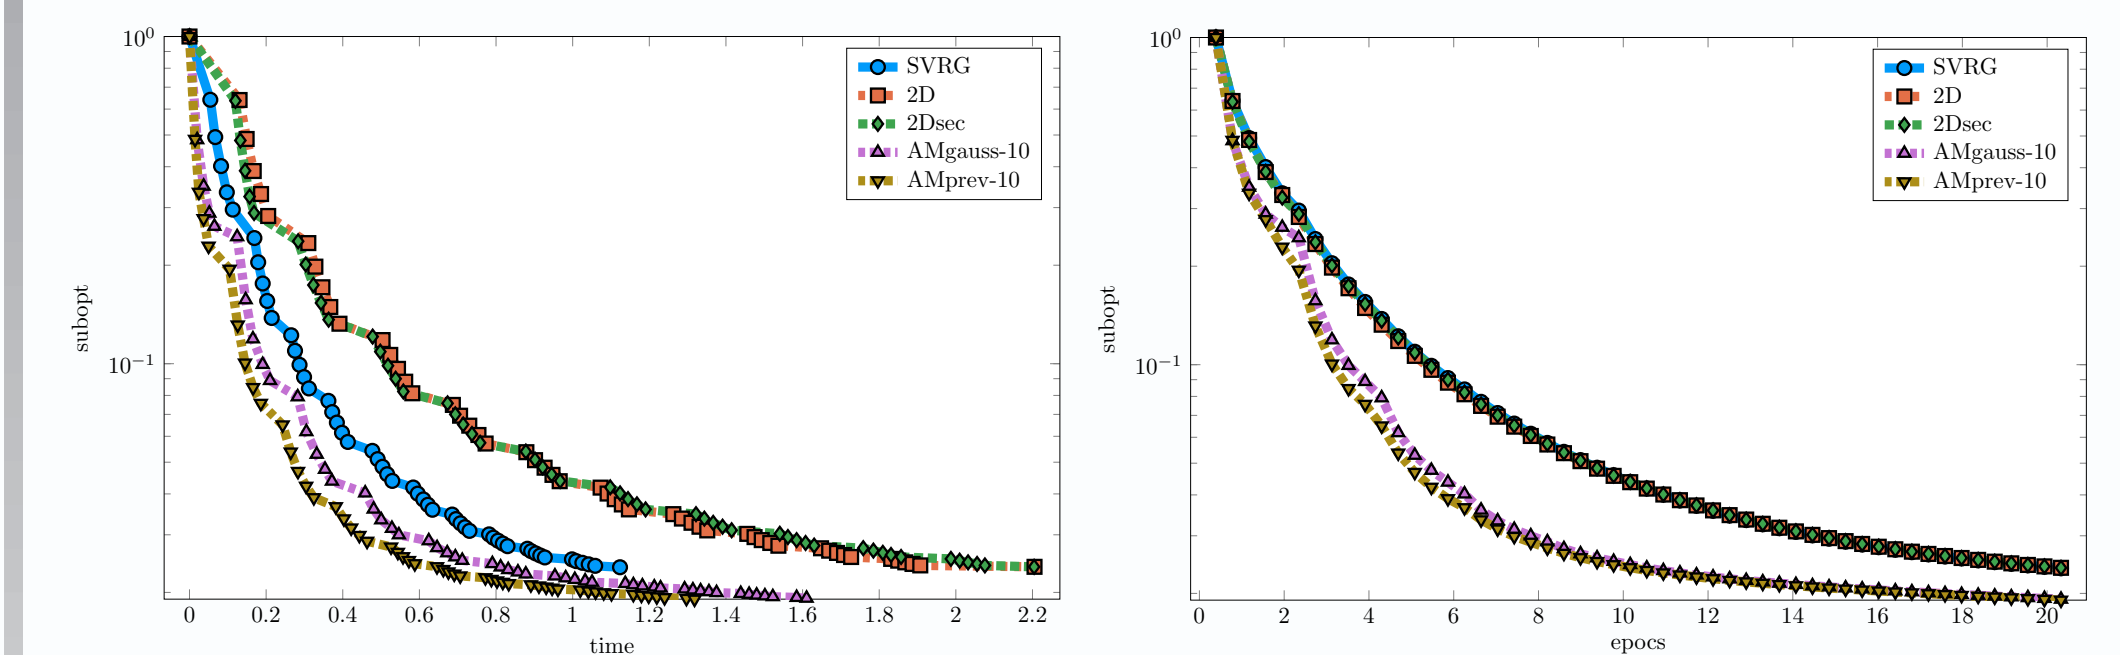 10^0
10^{-1}
subopt
0 0.2 0.4 0.6 0.8 1 1.2 1.4 1.6 1.8 2 2.2
time
SVRG
2D
2Dsec
AMgauss-10
AMprev-10
10^0
10^{-1}
subopt
0 2 4 6 8 10 12 14 16 18 20
epocs
SVRG
2D
2Dsec
AMgauss-10
AMprev-10